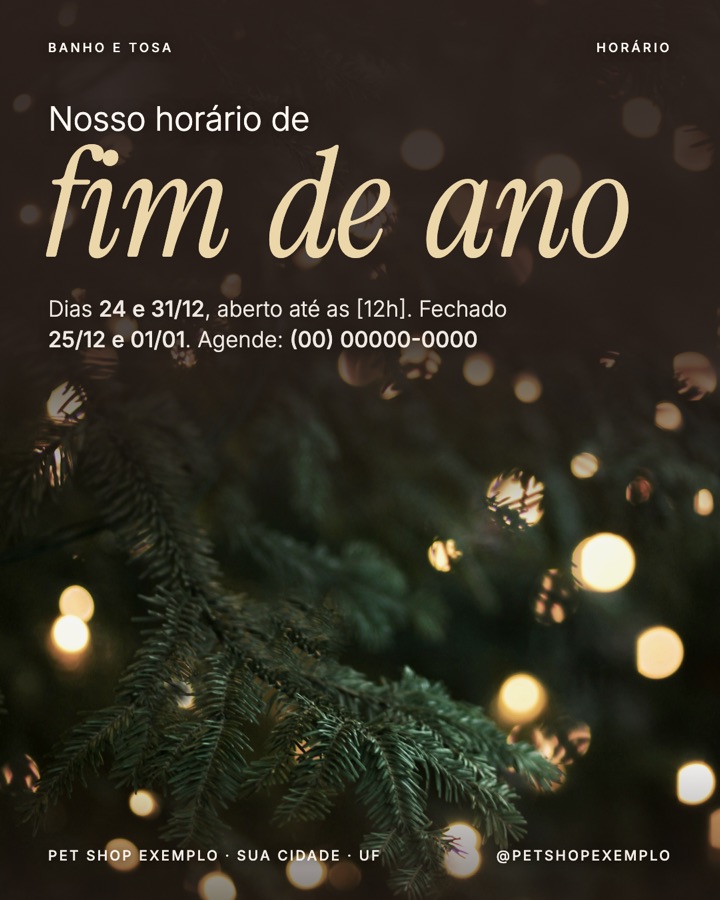 BANHO E TOSA
HORÁRIO
Nosso horário de
fim de ano
Dias 24 e 31/12, aberto até as [12h]. Fechado
25/12 e 01/01. Agende: (00) 00000-0000
PET SHOP EXEMPLO · SUA CIDADE · UF
@PETSHOPEXEMPLO